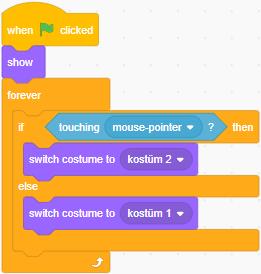 when clicked
show
forever
if touching mouse-pointer ? then
switch costume to kostüm 2
else
switch costume to kostüm 1